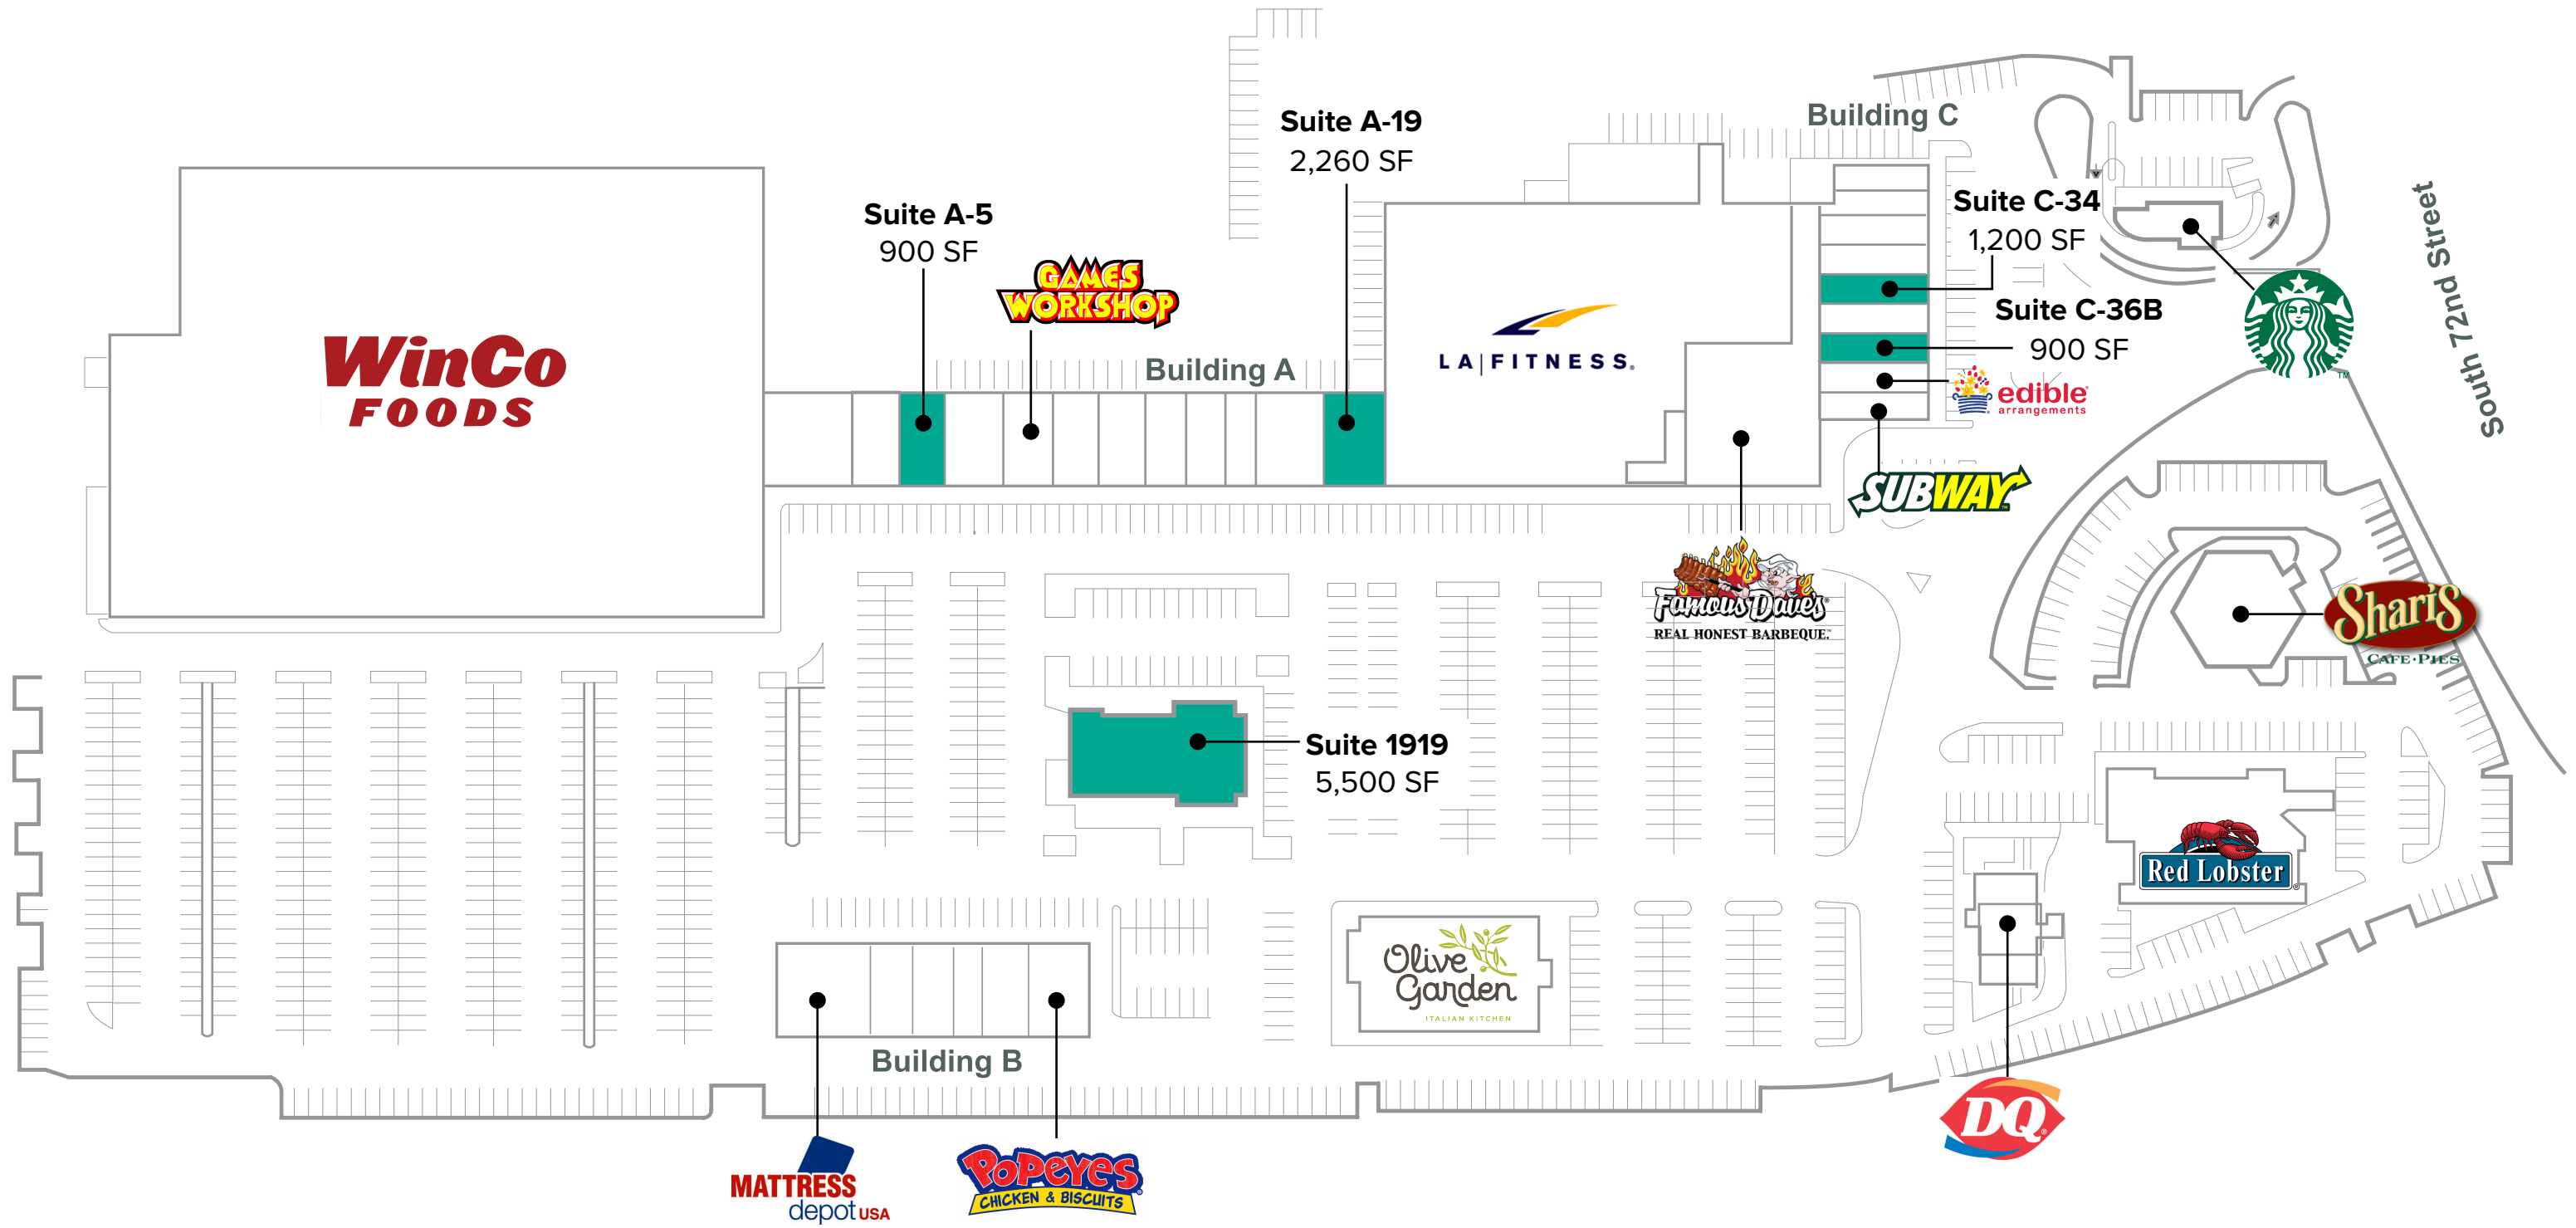 Building C
Suite A-19
2,260 SF
Suite A-5
900 SF
Suite C-34
1,200 SF
South 72nd Street
GAMES
WORKSHOP
Suite C-36B
900 SF
TM
WinCo
FOODS
LA|FITNESS®
Building A
edible®
arrangements
SUBWAY
Famous Dave's®
REAL HONEST BARBEQUE™
Shari's
CAFE • PIES
Suite 1919
5,500 SF
Red Lobster®
Olive
Garden
ITALIAN KITCHEN
Building B
DQ®
MATTRESS
depot USA
POPEYES®
CHICKEN & BISCUITS